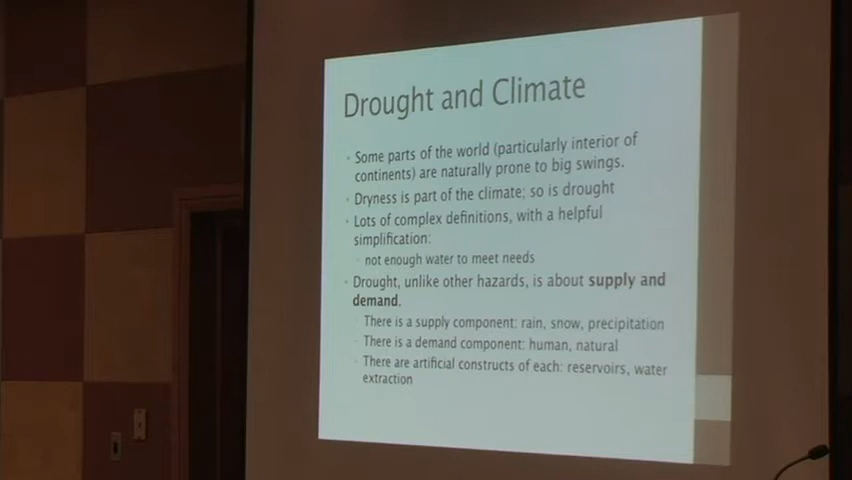 Drought and Climate
• Some parts of the world (particularly interior of
continents) are naturally prone to big swings.
• Dryness is part of the climate; so is drought
• Lots of complex definitions, with a helpful
simplification:
• not enough water to meet needs
• Drought, unlike other hazards, is about supply and
demand.
• There is a supply component: rain, snow, precipitation
• There is a demand component: human, natural
• There are artificial constructs of each: reservoirs, water
extraction